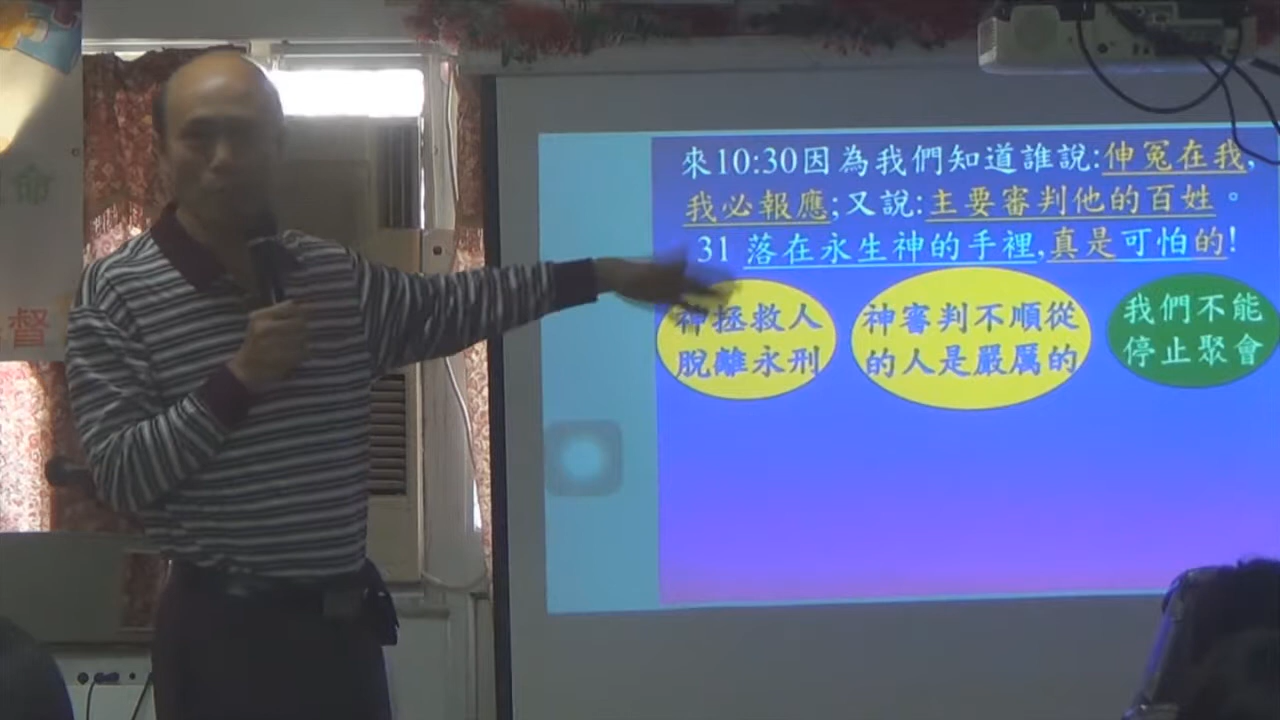 來10:30因為我們知道誰說:伸冤在我,
我必報應;又說:主要審判他的百姓。
31 落在永生神的手裡,真是可怕的!
神拯救人
脫離永刑
神審判不順從
的人是嚴厲的
我們不能
停止聚會
命
督